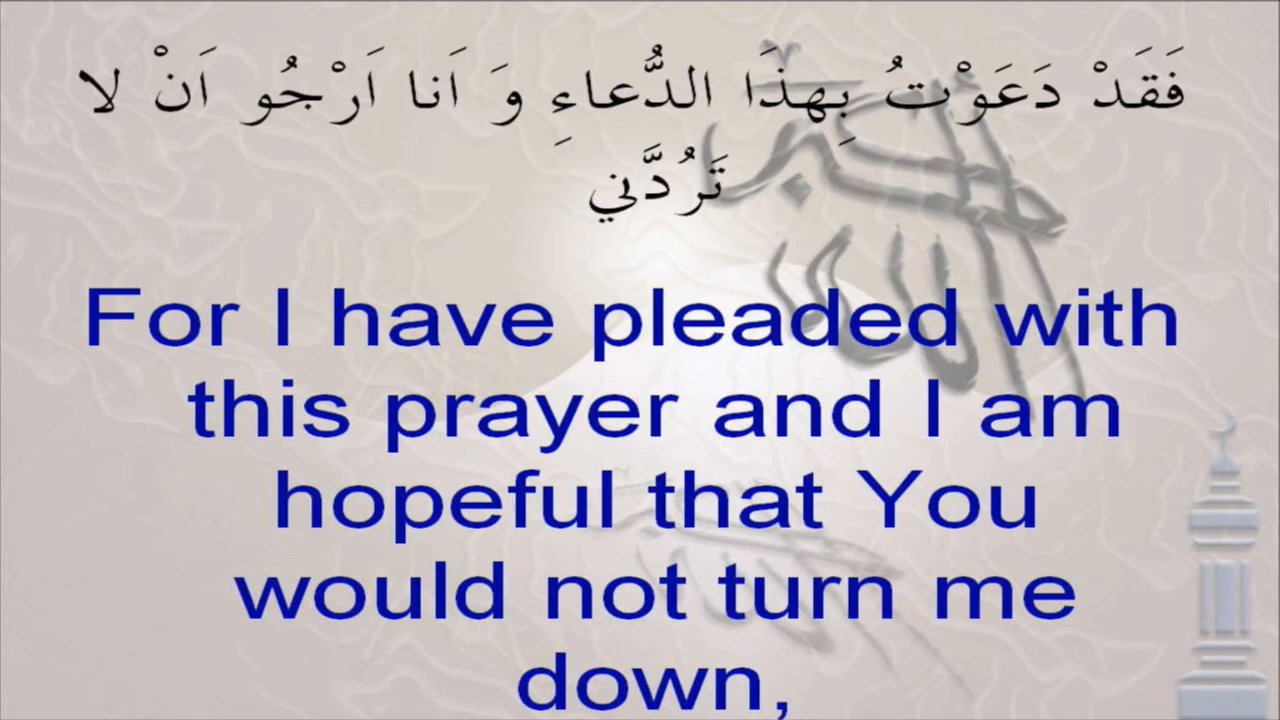 فَقَدْ دَعَوْتُ بِهذَا الدُّعاءِ وَ اَنا اَرْجُو اَنْ لا
تَرُدَّني
For I have pleaded with
this prayer and I am
hopeful that You
would not turn me
down,